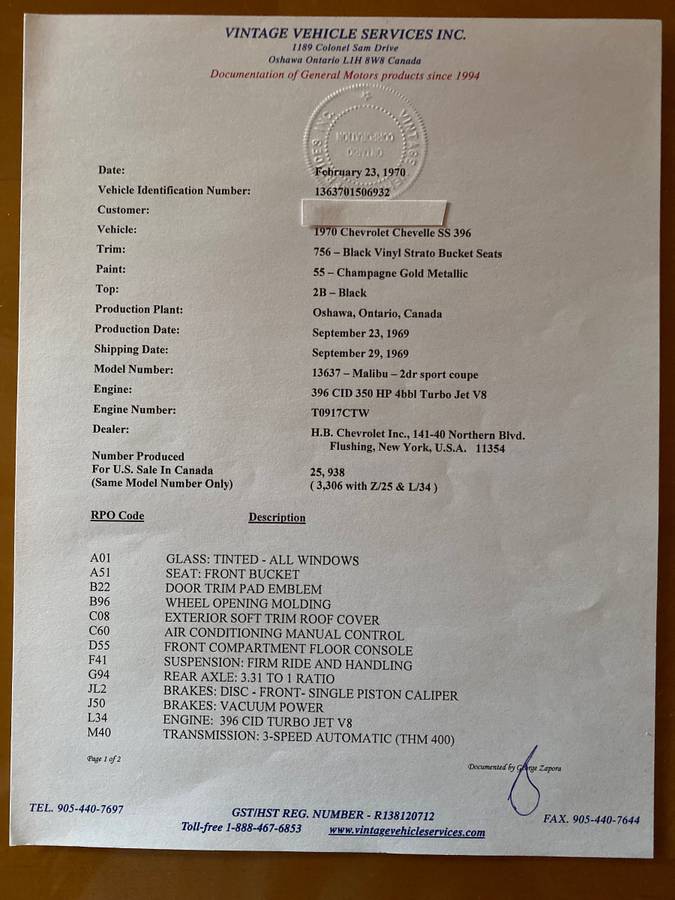 VINTAGE VEHICLE SERVICES INC.
1189 Colonel Sam Drive
Oshawa Ontario L1H 8W8 Canada
Documentation of General Motors products since 1994
Date: February 23, 1970
Vehicle Identification Number: 1363701506932
Customer:
Vehicle: 1970 Chevrolet Chevelle SS 396
Trim: 756 – Black Vinyl Strato Bucket Seats
Paint: 55 – Champagne Gold Metallic
Top: 2B – Black
Production Plant: Oshawa, Ontario, Canada
Production Date: September 23, 1969
Shipping Date: September 29, 1969
Model Number: 13637 – Malibu – 2dr sport coupe
Engine: 396 CID 350 HP 4bbl Turbo Jet V8
Engine Number: T0917CTW
Dealer: H.B. Chevrolet Inc., 141-40 Northern Blvd.
Flushing, New York, U.S.A. 11354
Number Produced
For U.S. Sale In Canada 25, 938
(Same Model Number Only) ( 3,306 with Z/25 & L/34 )
RPO Code Description
A01 GLASS: TINTED - ALL WINDOWS
A51 SEAT: FRONT BUCKET
B22 DOOR TRIM PAD EMBLEM
B96 WHEEL OPENING MOLDING
C08 EXTERIOR SOFT TRIM ROOF COVER
C60 AIR CONDITIONING MANUAL CONTROL
D55 FRONT COMPARTMENT FLOOR CONSOLE
F41 SUSPENSION: FIRM RIDE AND HANDLING
G94 REAR AXLE: 3.31 TO 1 RATIO
JL2 BRAKES: DISC - FRONT- SINGLE PISTON CALIPER
J50 BRAKES: VACUUM POWER
L34 ENGINE: 396 CID TURBO JET V8
M40 TRANSMISSION: 3-SPEED AUTOMATIC (THM 400)
Page 1 of 2
Documented by George Zapora
TEL. 905-440-7697
GST/HST REG. NUMBER - R138120712
FAX. 905-440-7644
Toll-free 1-888-467-6853 www.vintagevehicleservices.com